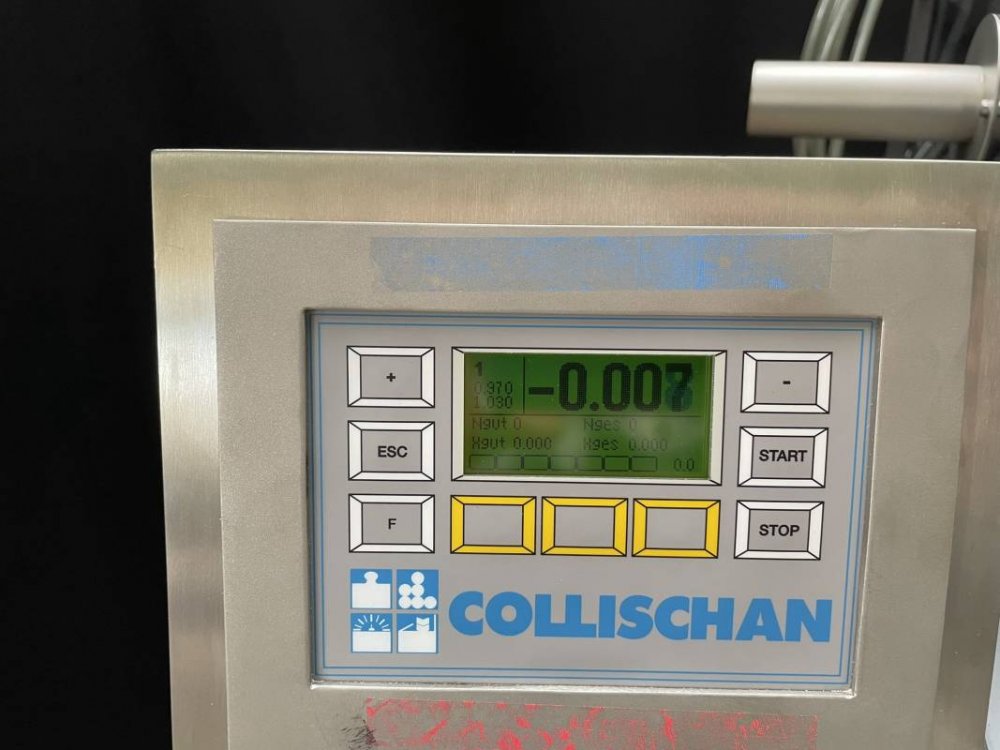 +
1
0.970
1.030
-0.007
Ngut 0 Nges 0
Xgut 0.000 Xges 0.000
0.0
-
ESC
START
F
STOP
COLLISCHAN